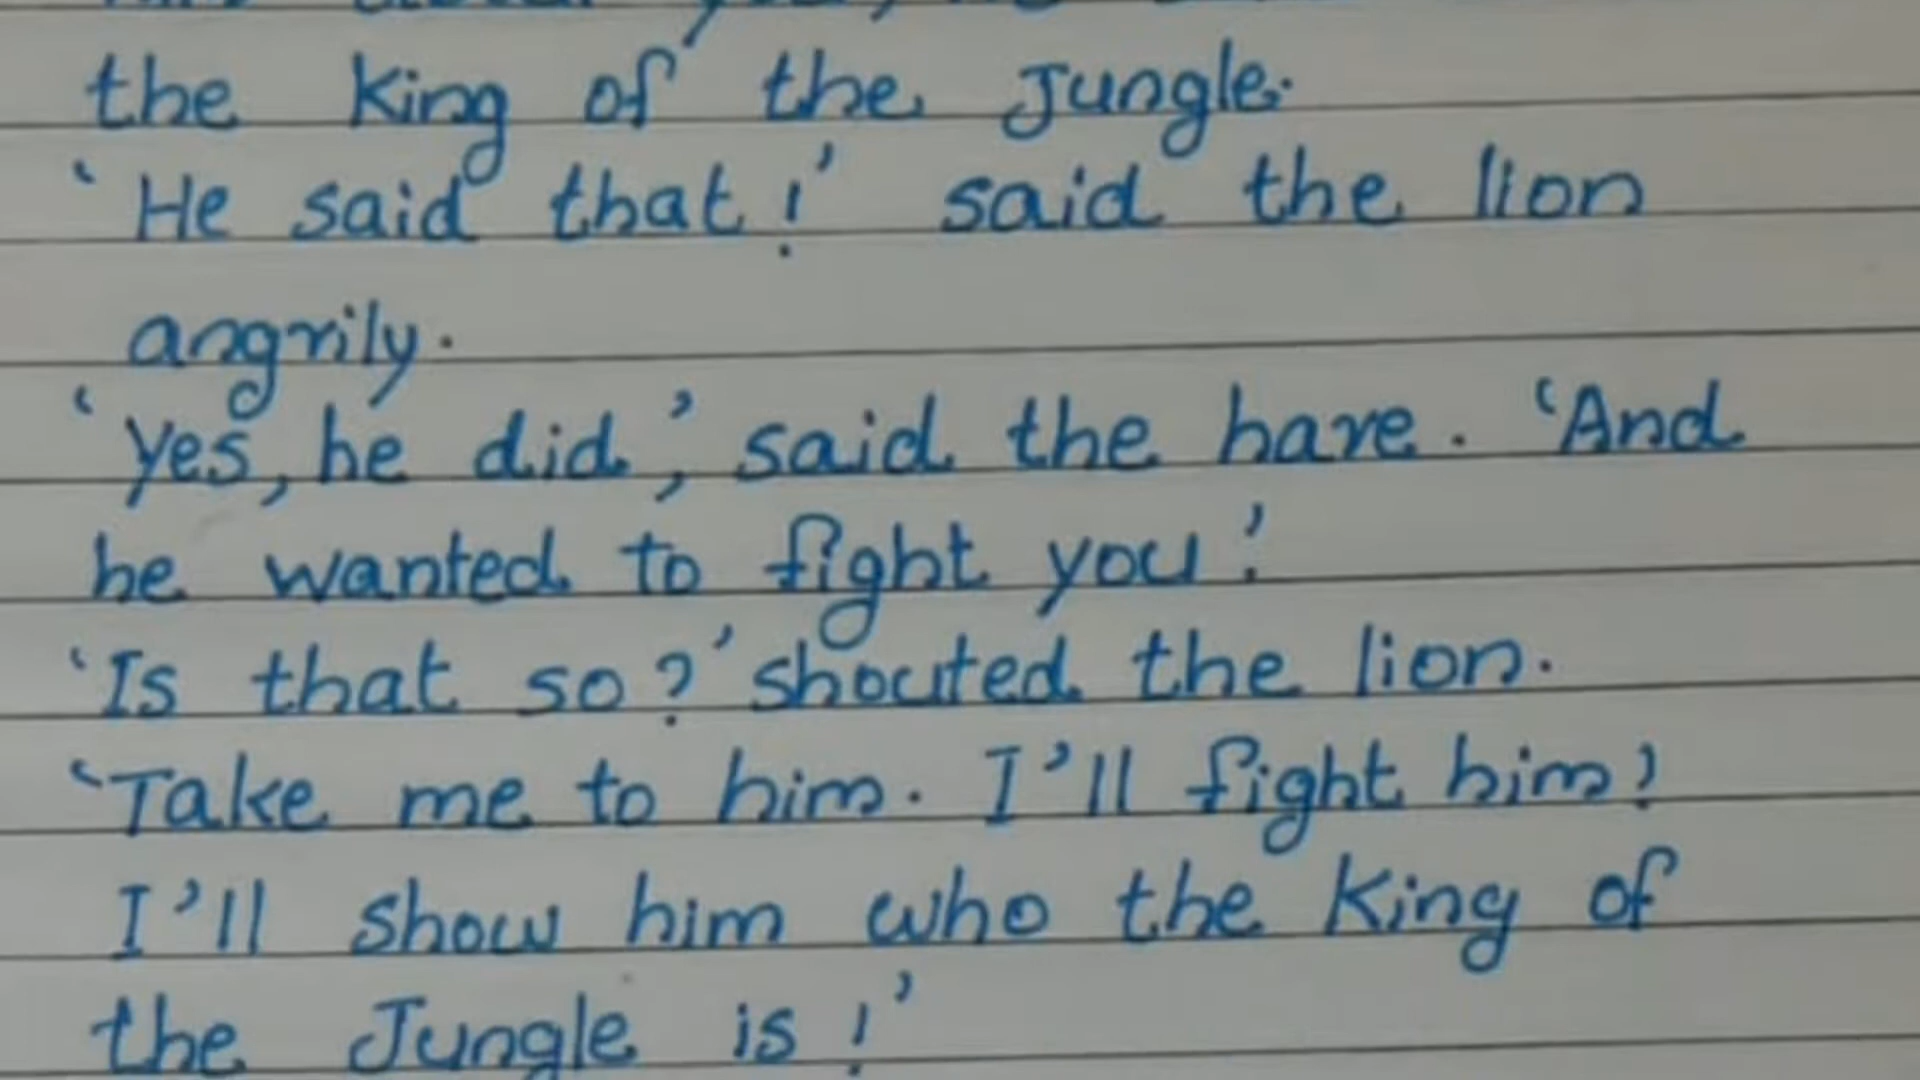 the King of the Jungle.
'He said that!' said the lion
angrily.
'Yes, he did,' said the hare. 'And
he wanted to fight you.'
'Is that so?' shouted the lion.
'Take me to him. I'll fight him!
I'll show him who the King of
the Jungle is!'